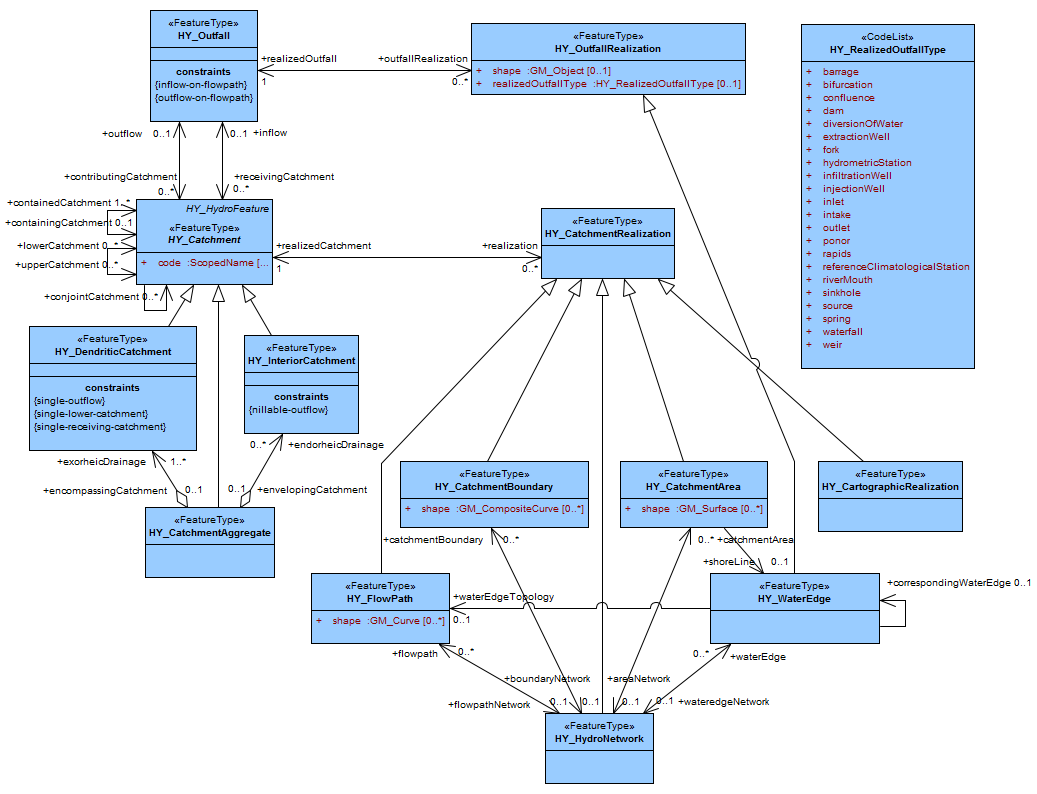 «FeatureType»
HY_Outfall
constraints
{inflow-on-flowpath}
{outflow-on-flowpath}
+realizedOutfall
1
+outfallRealization
0..*
«FeatureType»
HY_OutfallRealization
+ shape :GM_Object [0..1]
+ realizedOutfallType :HY_RealizedOutfallType [0..1]
«CodeList»
HY_RealizedOutfallType
+ barrage
+ bifurcation
+ confluence
+ dam
+ diversionOfWater
+ extractionWell
+ fork
+ hydrometricStation
+ infiltrationWell
+ injectionWell
+ inlet
+ intake
+ outlet
+ ponor
+ rapids
+ referenceClimatologicalStation
+ riverMouth
+ sinkhole
+ source
+ spring
+ waterfall
+ weir
+outflow 0..1
0..1 +inflow
+contributingCatchment
0..*
+receivingCatchment
0..*
+containedCatchment 1..*
+containingCatchment 0..1
+lowerCatchment 0..*
+upperCatchment 0..*
+conjointCatchment 0..*
HY_HydroFeature
«FeatureType»
HY_Catchment
+ code :ScopedName [...
+realizedCatchment
1
+realization
0..*
«FeatureType»
HY_CatchmentRealization
«FeatureType»
HY_DendriticCatchment
constraints
{single-outflow}
{single-lower-catchment}
{single-receiving-catchment}
«FeatureType»
HY_InteriorCatchment
constraints
{nillable-outflow}
+exorheicDrainage 1..*
0..* +endorheicDrainage
+encompassingCatchment 0..1
0..1 +envelopingCatchment
«FeatureType»
HY_CatchmentAggregate
«FeatureType»
HY_CatchmentBoundary
+ shape :GM_CompositeCurve [0..*]
«FeatureType»
HY_CatchmentArea
+ shape :GM_Surface [0..*]
«FeatureType»
HY_CartographicRealization
+catchmentBoundary 0..*
0..* +catchmentArea
+shoreLine 0..1
«FeatureType»
HY_FlowPath
+ shape :GM_Curve [0..*]
+waterEdgeTopology
0..1
«FeatureType»
HY_WaterEdge
+correspondingWaterEdge 0..1
+flowpath 0..*
0..* +waterEdge
+boundaryNetwork
+areaNetwork
+flowpathNetwork
0..1
0..1
0..1
0..1 +wateredgeNetwork
«FeatureType»
HY_HydroNetwork